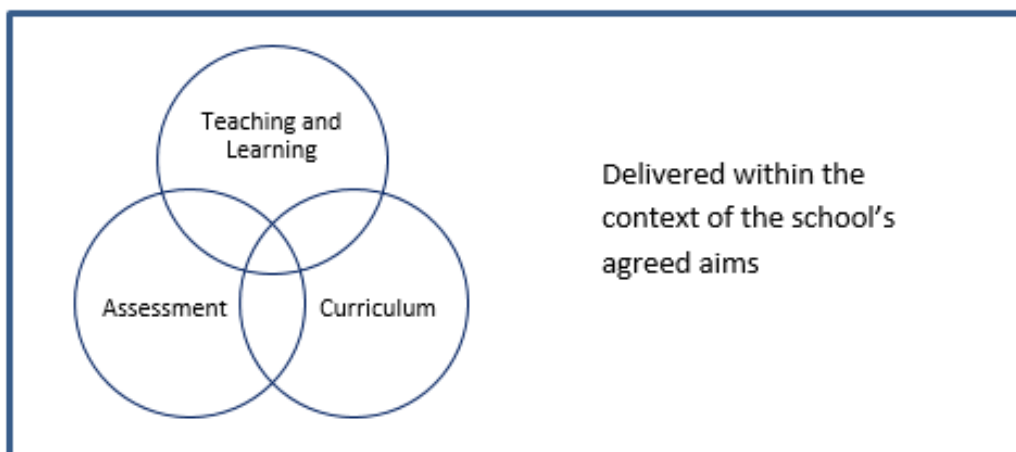 Teaching and
Learning
Assessment
Curriculum
Delivered within the
context of the school’s
agreed aims